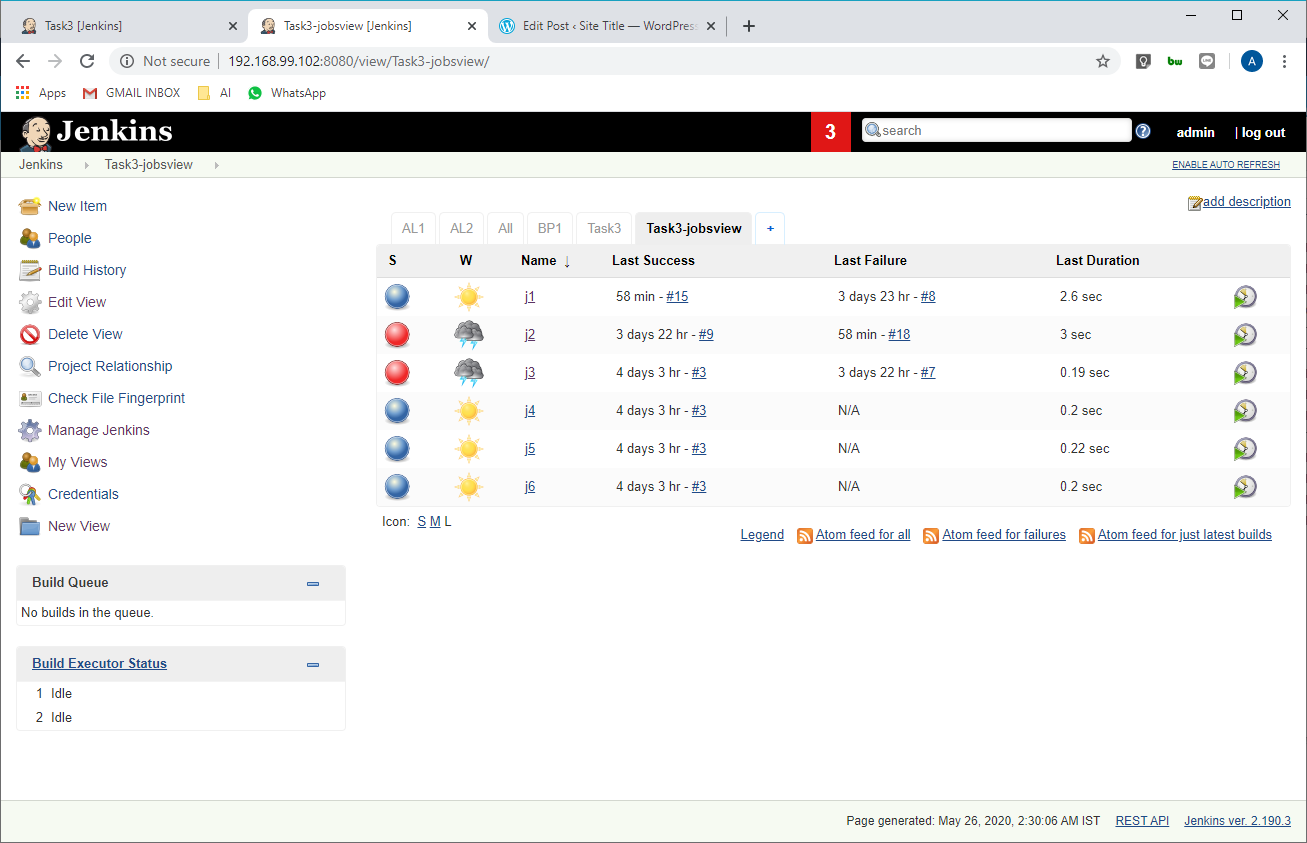 Task3 [Jenkins]
Task3-jobsview [Jenkins]
Edit Post ‹ Site Title — WordPress
Not secure | 192.168.99.102:8080/view/Task3-jobsview/
bw
A
Apps GMAIL INBOX AI WhatsApp
Jenkins
3 search admin | log out
Jenkins Task3-jobsview ENABLE AUTO REFRESH
New Item
People
Build History
Edit View
Delete View
Project Relationship
Check File Fingerprint
Manage Jenkins
My Views
Credentials
New View
Build Queue
No builds in the queue.
Build Executor Status
1 Idle
2 Idle
add description
AL1 AL2 All BP1 Task3 Task3-jobsview +
S W Name ↓ Last Success Last Failure Last Duration
j1 58 min - #15 3 days 23 hr - #8 2.6 sec
j2 3 days 22 hr - #9 58 min - #18 3 sec
j3 4 days 3 hr - #3 3 days 22 hr - #7 0.19 sec
j4 4 days 3 hr - #3 N/A 0.2 sec
j5 4 days 3 hr - #3 N/A 0.22 sec
j6 4 days 3 hr - #3 N/A 0.2 sec
Icon: S M L
Legend Atom feed for all Atom feed for failures Atom feed for just latest builds
Page generated: May 26, 2020, 2:30:06 AM IST REST API Jenkins ver. 2.190.3